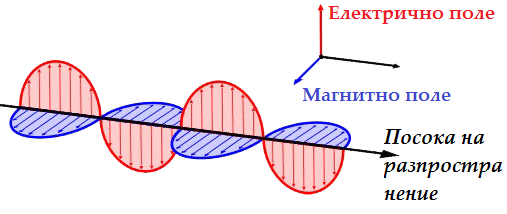 Електрично поле
Магнитно поле
Посока на
разпростра
нение